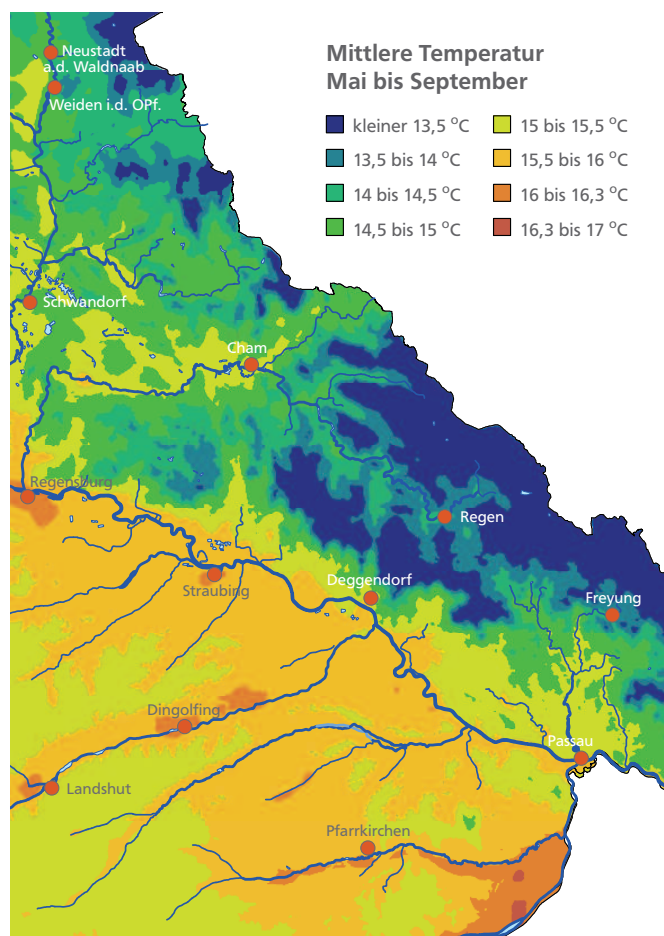 Mittlere Temperatur
Mai bis September
kleiner 13,5 °C
13,5 bis 14 °C
14 bis 14,5 °C
14,5 bis 15 °C
15 bis 15,5 °C
15,5 bis 16 °C
16 bis 16,3 °C
16,3 bis 17 °C
Neustadt
a.d. Waldnaab
Weiden i.d. OPf.
Schwandorf
Cham
Regensburg
Regen
Straubing
Deggendorf
Freyung
Dingolfing
Passau
Landshut
Pfarrkirchen